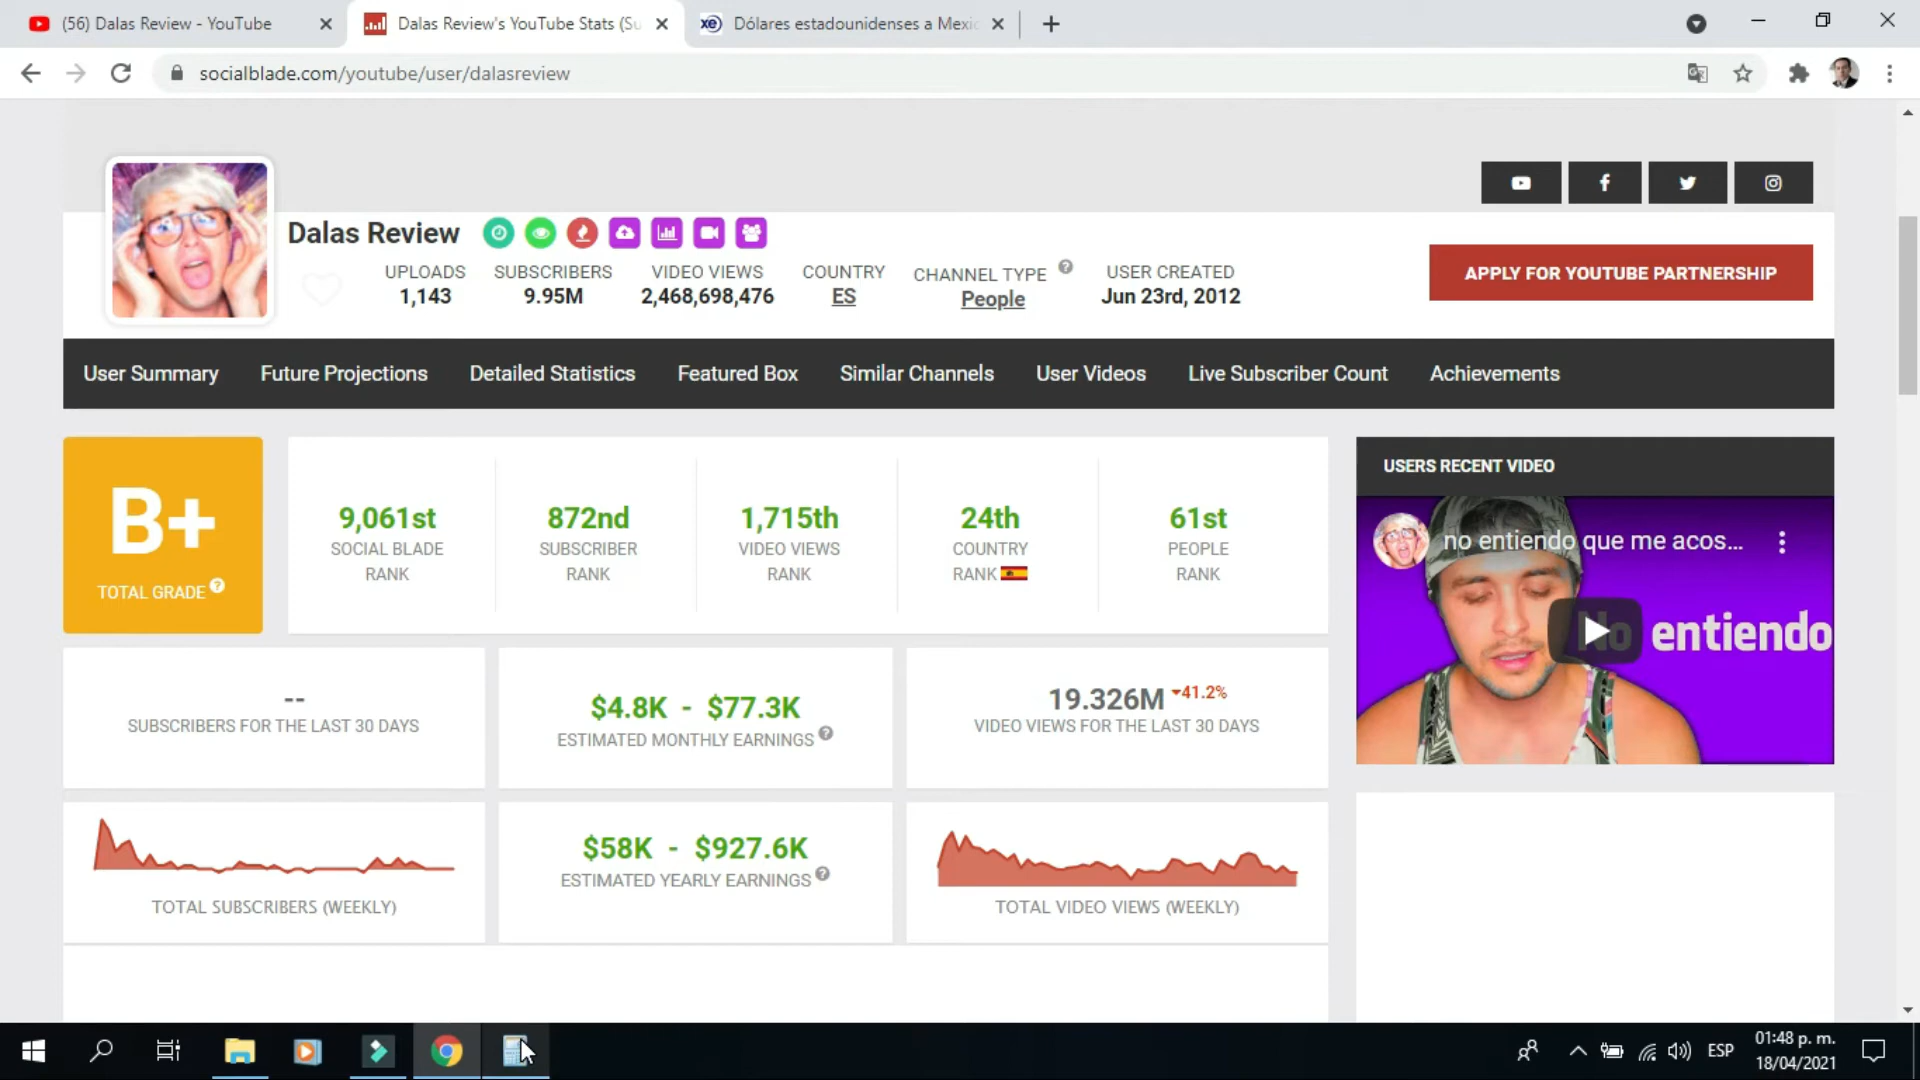 (56) Dalas Review - YouTube
Dalas Review's YouTube Stats (Su
xe
Dólares estadounidenses a Mexic
socialblade.com/youtube/user/dalasreview
Dalas Review
UPLOADS
1,143
SUBSCRIBERS
9.95M
VIDEO VIEWS
2,468,698,476
COUNTRY
ES
CHANNEL TYPE ?
People
USER CREATED
Jun 23rd, 2012
APPLY FOR YOUTUBE PARTNERSHIP
User Summary
Future Projections
Detailed Statistics
Featured Box
Similar Channels
User Videos
Live Subscriber Count
Achievements
B+
TOTAL GRADE ?
9,061st
SOCIAL BLADE
RANK
872nd
SUBSCRIBER
RANK
1,715th
VIDEO VIEWS
RANK
24th
COUNTRY
RANK
61st
PEOPLE
RANK
USERS RECENT VIDEO
no entiendo que me acos...
No entiendo
--
SUBSCRIBERS FOR THE LAST 30 DAYS
$4.8K - $77.3K
ESTIMATED MONTHLY EARNINGS ?
19.326M 41.2%
VIDEO VIEWS FOR THE LAST 30 DAYS
TOTAL SUBSCRIBERS (WEEKLY)
$58K - $927.6K
ESTIMATED YEARLY EARNINGS ?
TOTAL VIDEO VIEWS (WEEKLY)
ESP
01:48 p. m.
18/04/2021